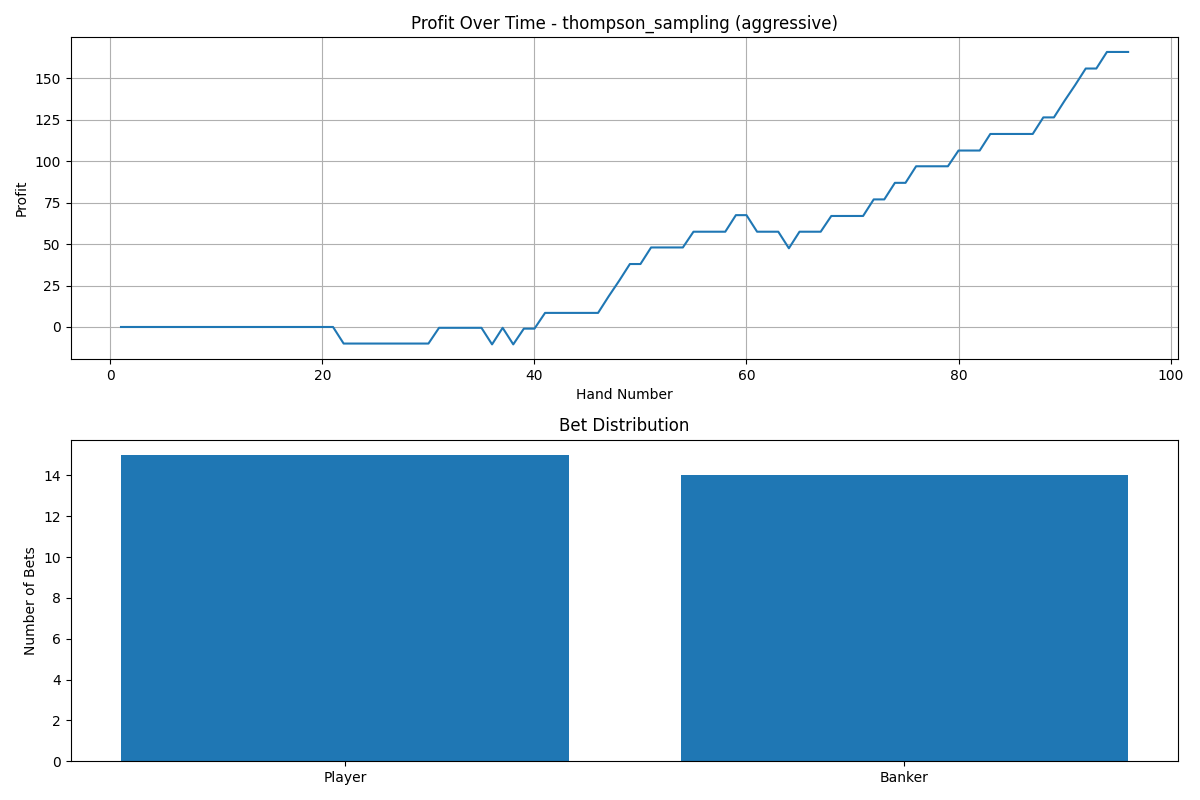 Profit Over Time - thompson_sampling (aggressive)
150
125
100
75
50
25
0
Profit
0 20 40 60 80 100
Hand Number
Bet Distribution
14
12
10
8
6
4
2
0
Number of Bets
Player Banker